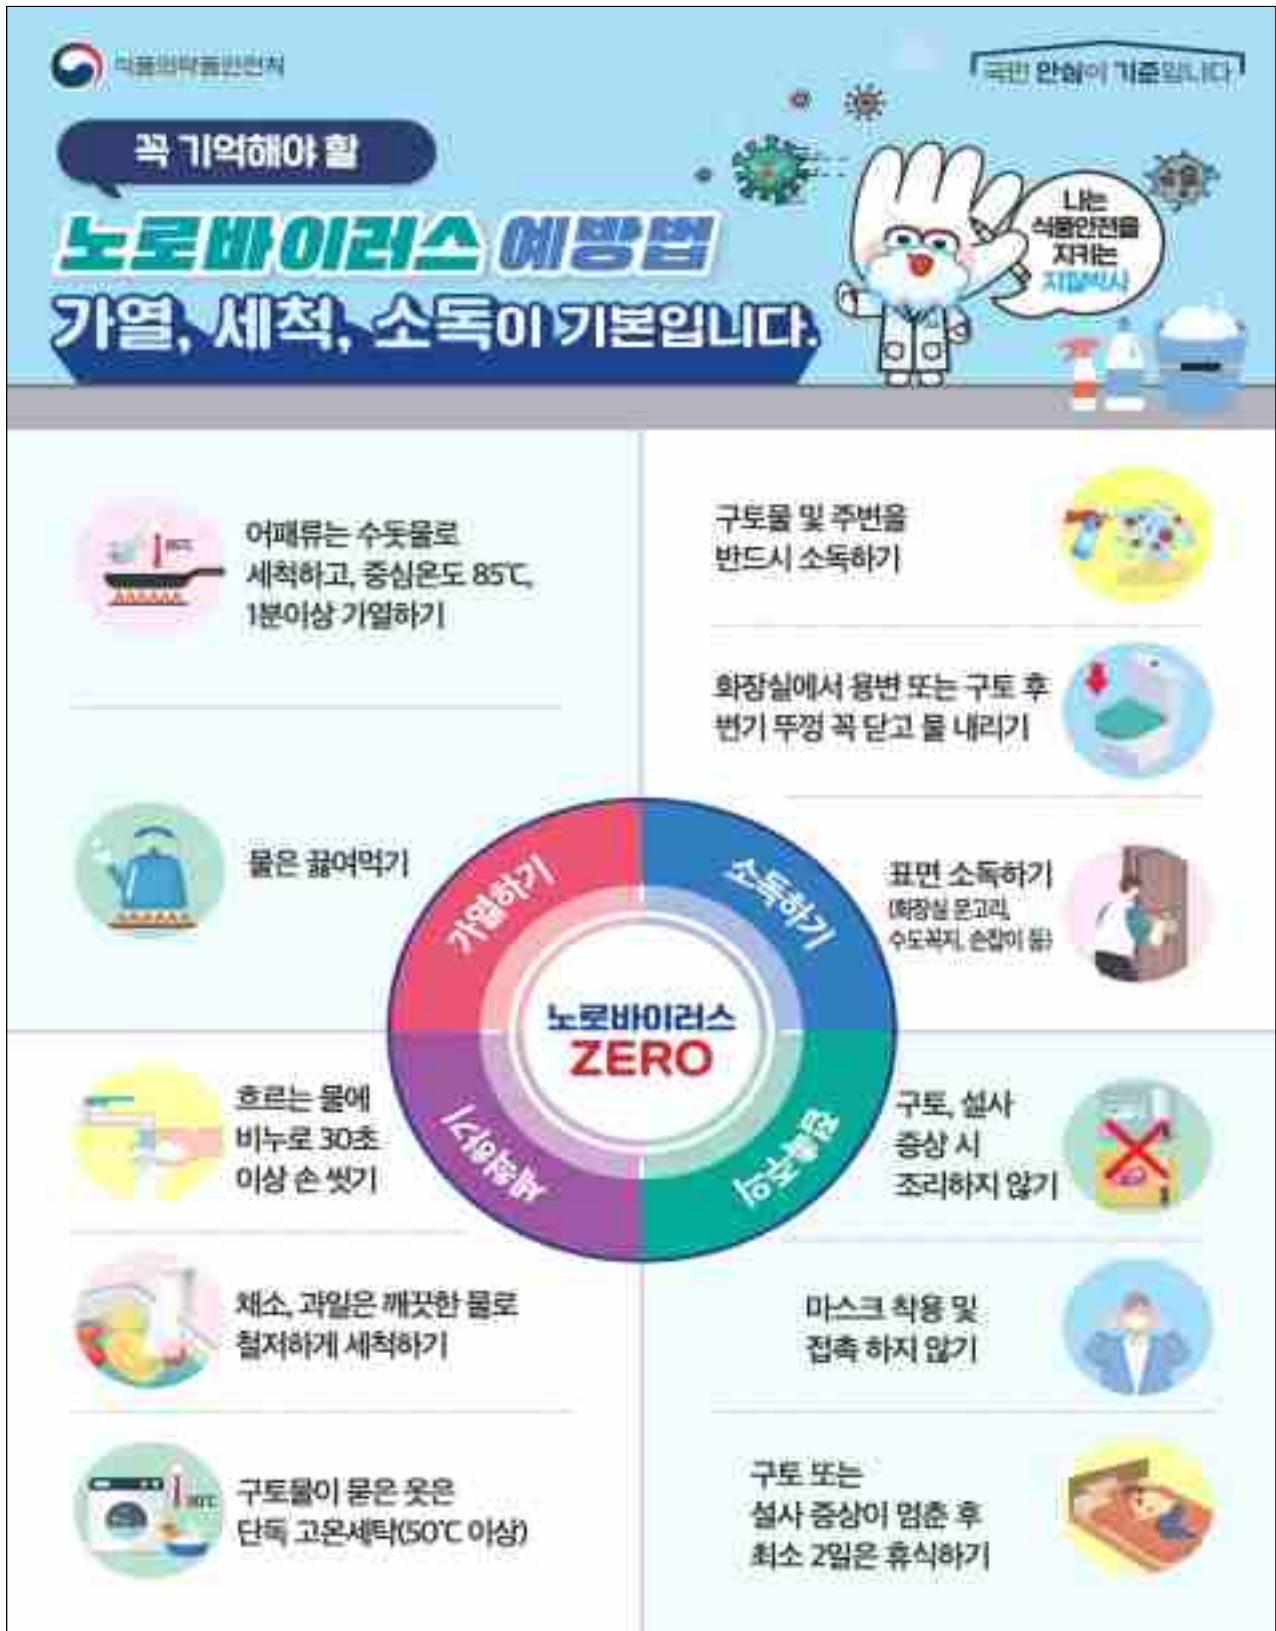 식품의약품안전처
국민 안심이 기준입니다
꼭 기억해야 할
노로바이러스 예방법
가열, 세척, 소독이 기본입니다.
나는
식품안전을
지키는
지킬박사
어패류는 수돗물로
세척하고, 중심온도 85℃,
1분이상 가열하기
물은 끓여먹기
구토물 및 주변을
반드시 소독하기
화장실에서 용변 또는 구토 후
변기 뚜껑 꼭 닫고 물 내리기
표면 소독하기
(화장실 문고리,
수도꼭지, 손잡이 등)
가열하기
소독하기
노로바이러스
ZERO
세척하기
흐르는 물에
비누로 30초
이상 손 씻기
채소, 과일은 깨끗한 물로
철저하게 세척하기
구토물이 묻은 옷은
단독 고온세탁(50℃ 이상)
구토, 설사
증상 시
조리하지 않기
마스크 착용 및
접촉 하지 않기
구토 또는
설사 증상이 멈춘 후
최소 2일은 휴식하기